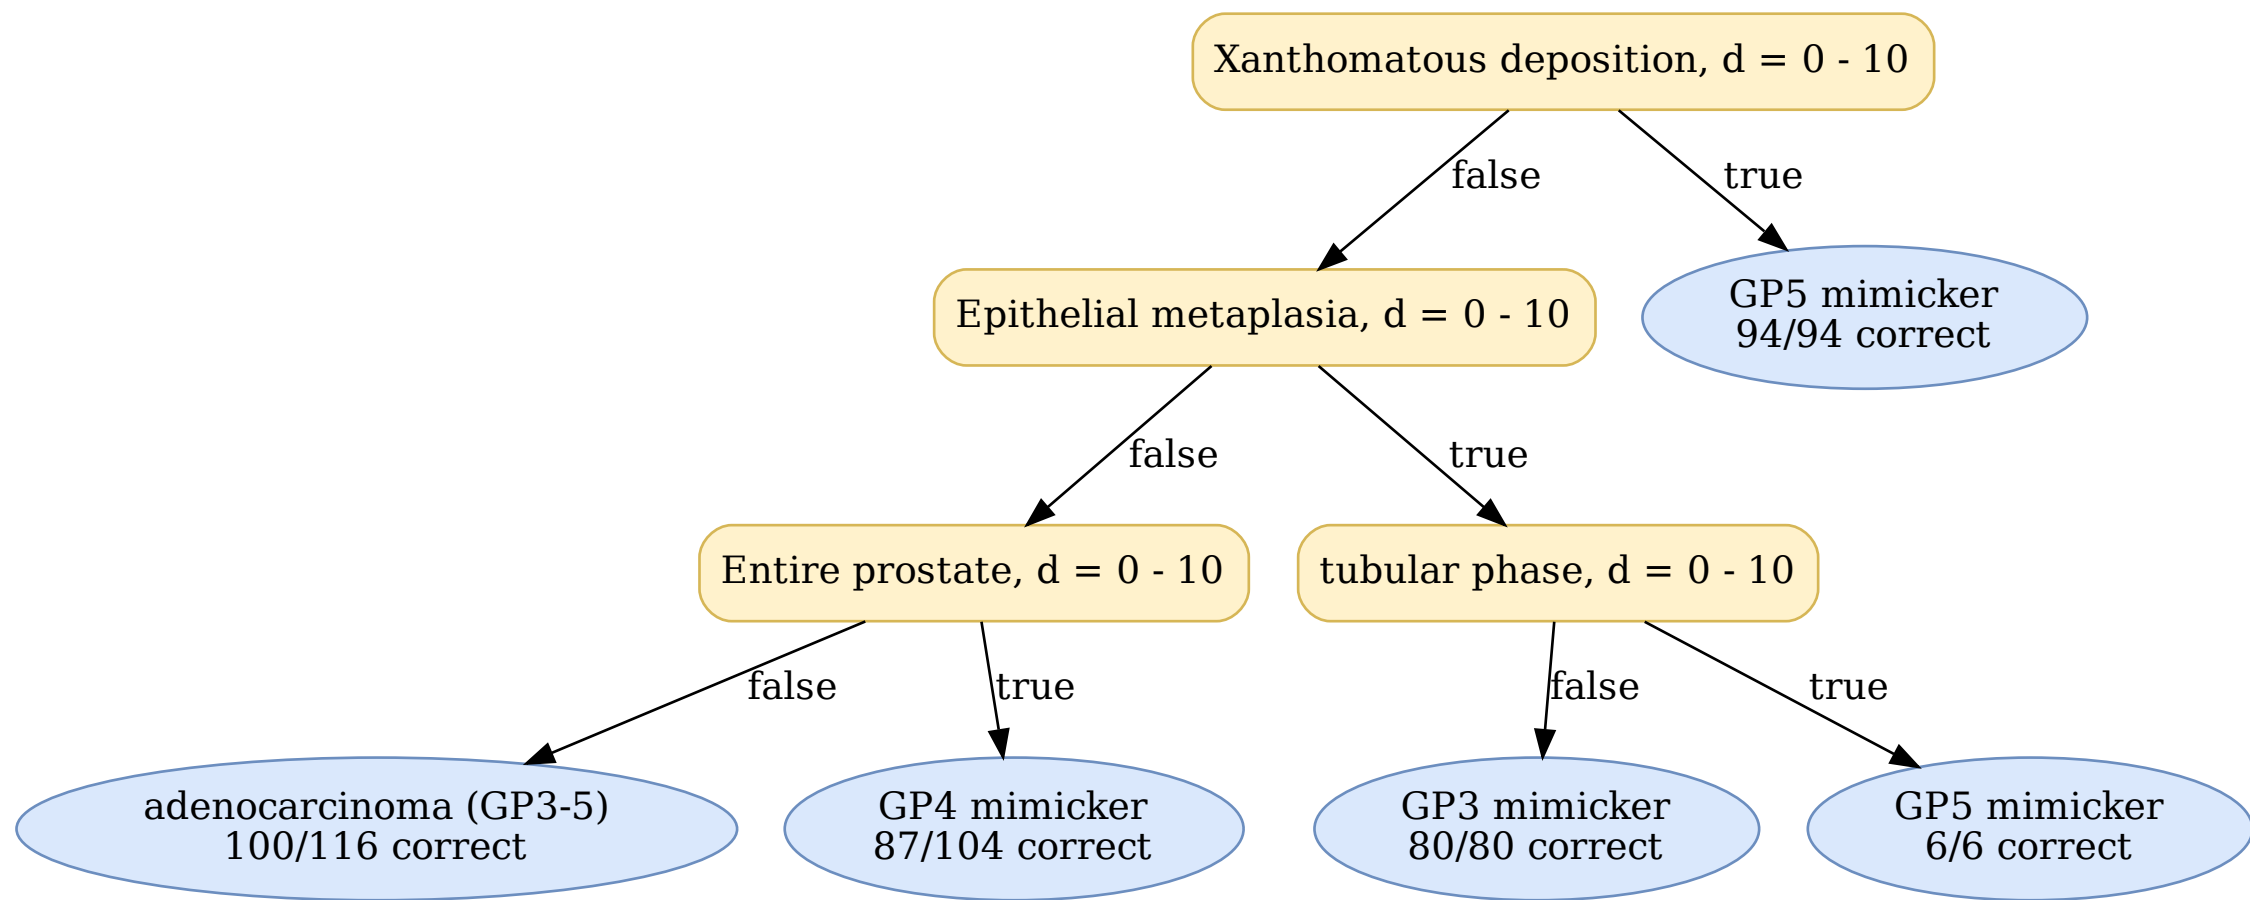 Xanthomatous deposition, d = 0 - 10
false
true
Epithelial metaplasia, d = 0 - 10
GP5 mimicker
94/94 correct
false
true
Entire prostate, d = 0 - 10
tubular phase, d = 0 - 10
false
true
false
true
adenocarcinoma (GP3-5)
100/116 correct
GP4 mimicker
87/104 correct
GP3 mimicker
80/80 correct
GP5 mimicker
6/6 correct